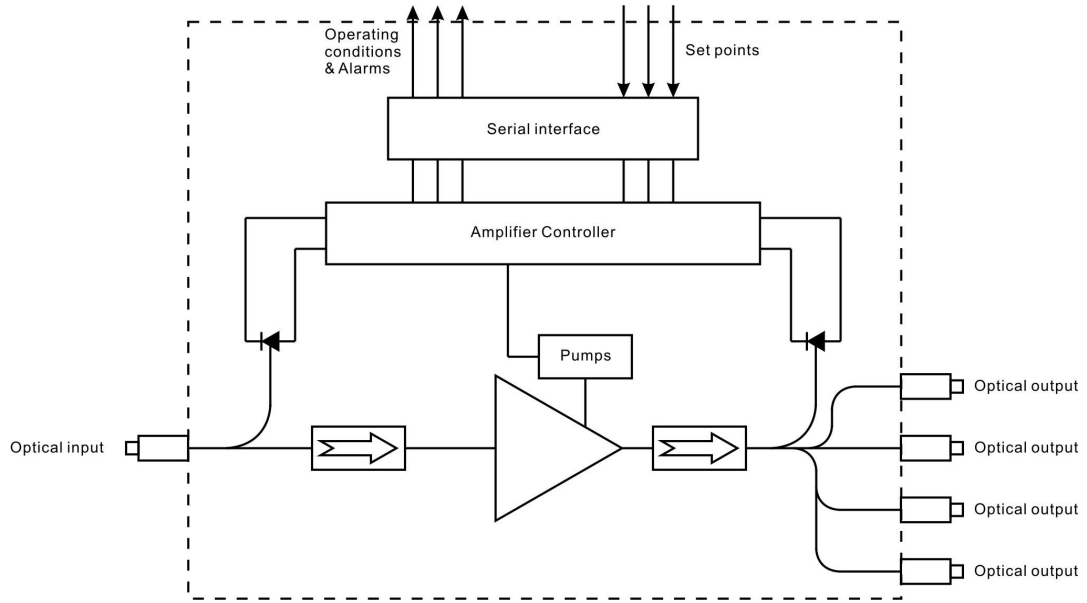 Operating
conditions
& Alarms
Set points
Serial interface
Amplifier Controller
Pumps
Optical input
Optical output
Optical output
Optical output
Optical output